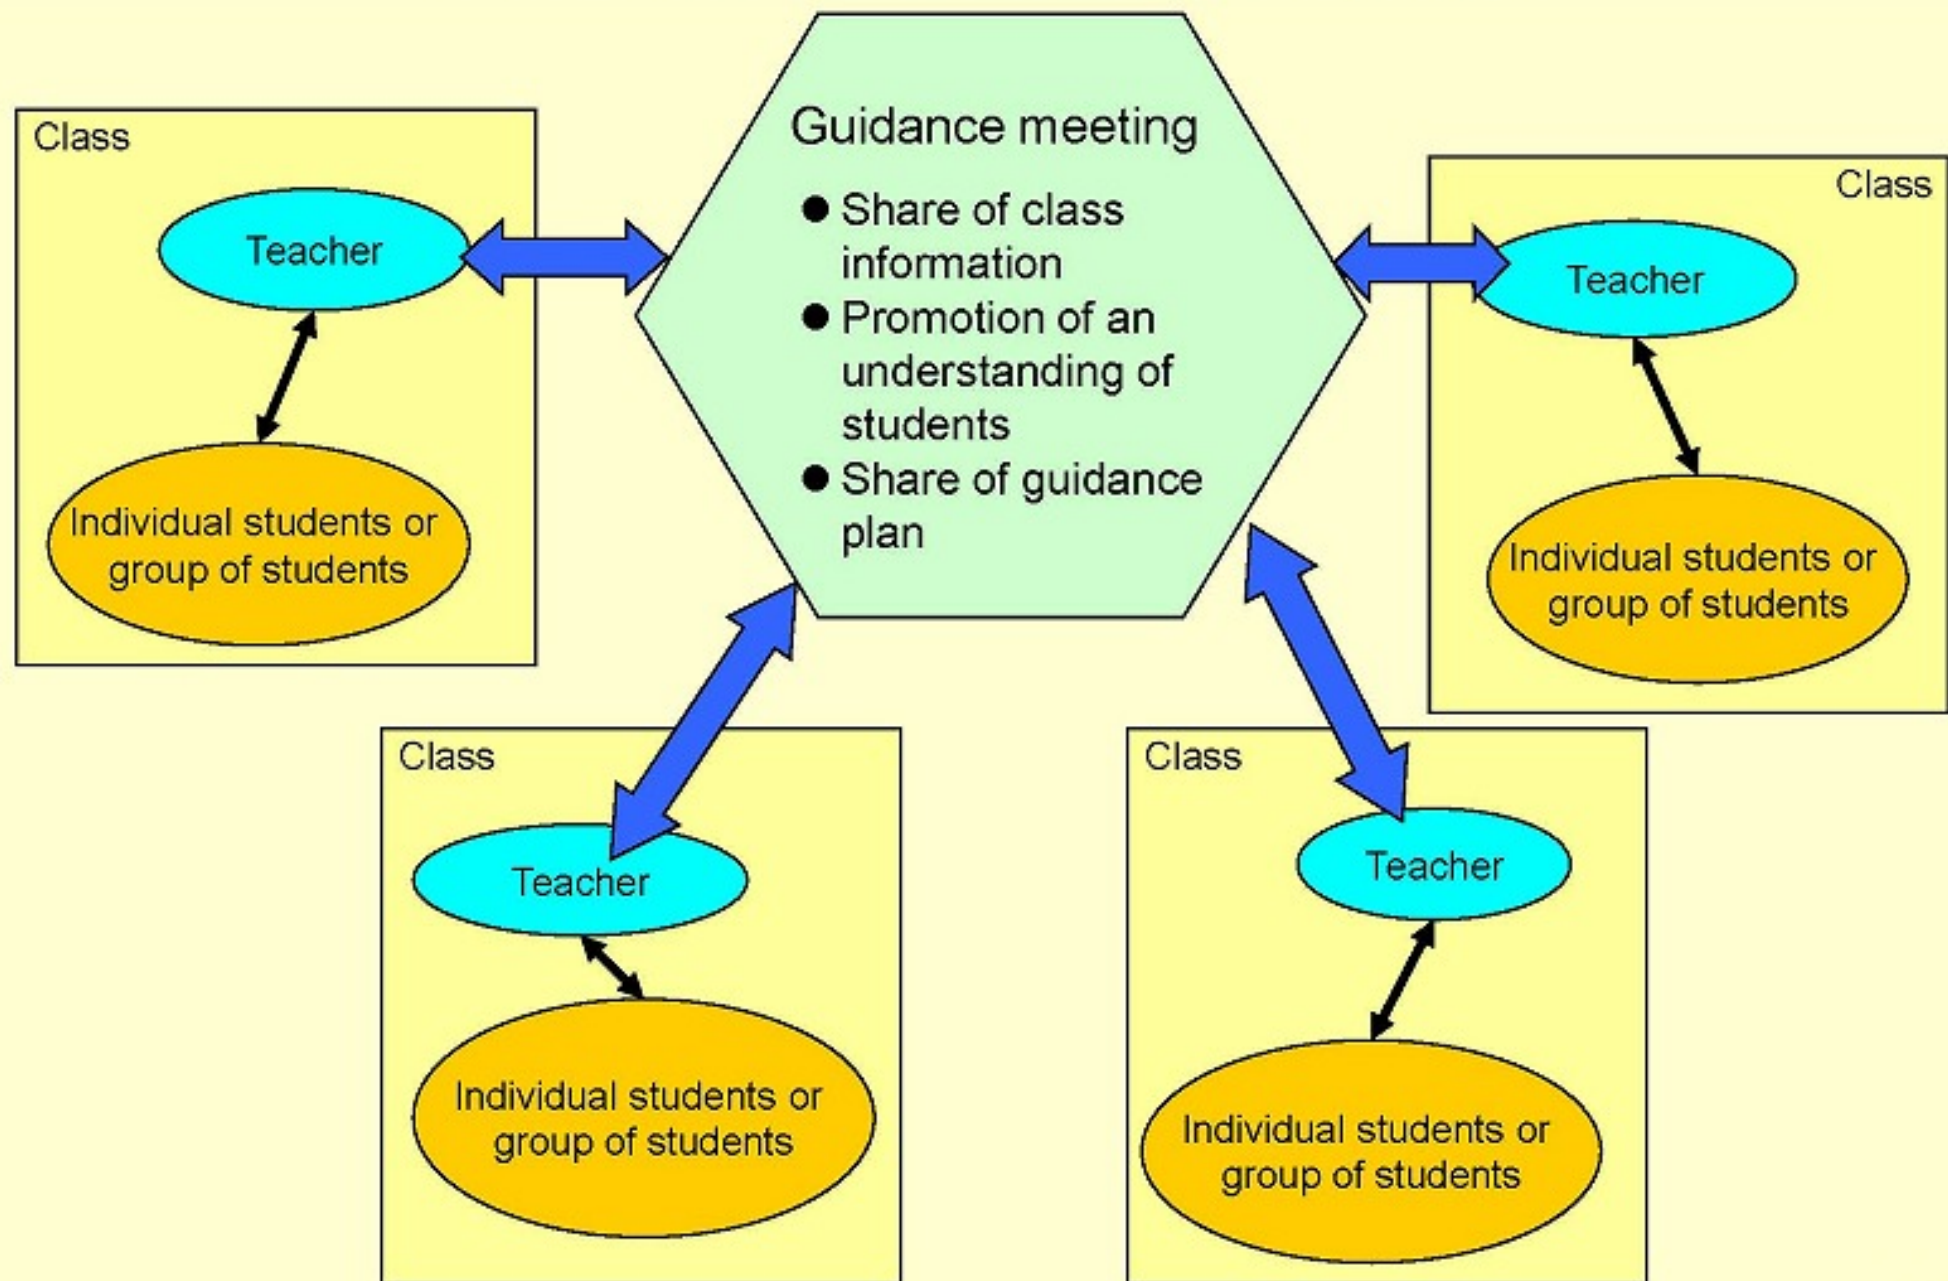 Guidance meeting
● Share of class
information
● Promotion of an
understanding of
students
● Share of guidance
plan
Class
Teacher
Individual students or
group of students
Class
Teacher
Individual students or
group of students
Class
Teacher
Individual students or
group of students
Class
Teacher
Individual students or
group of students